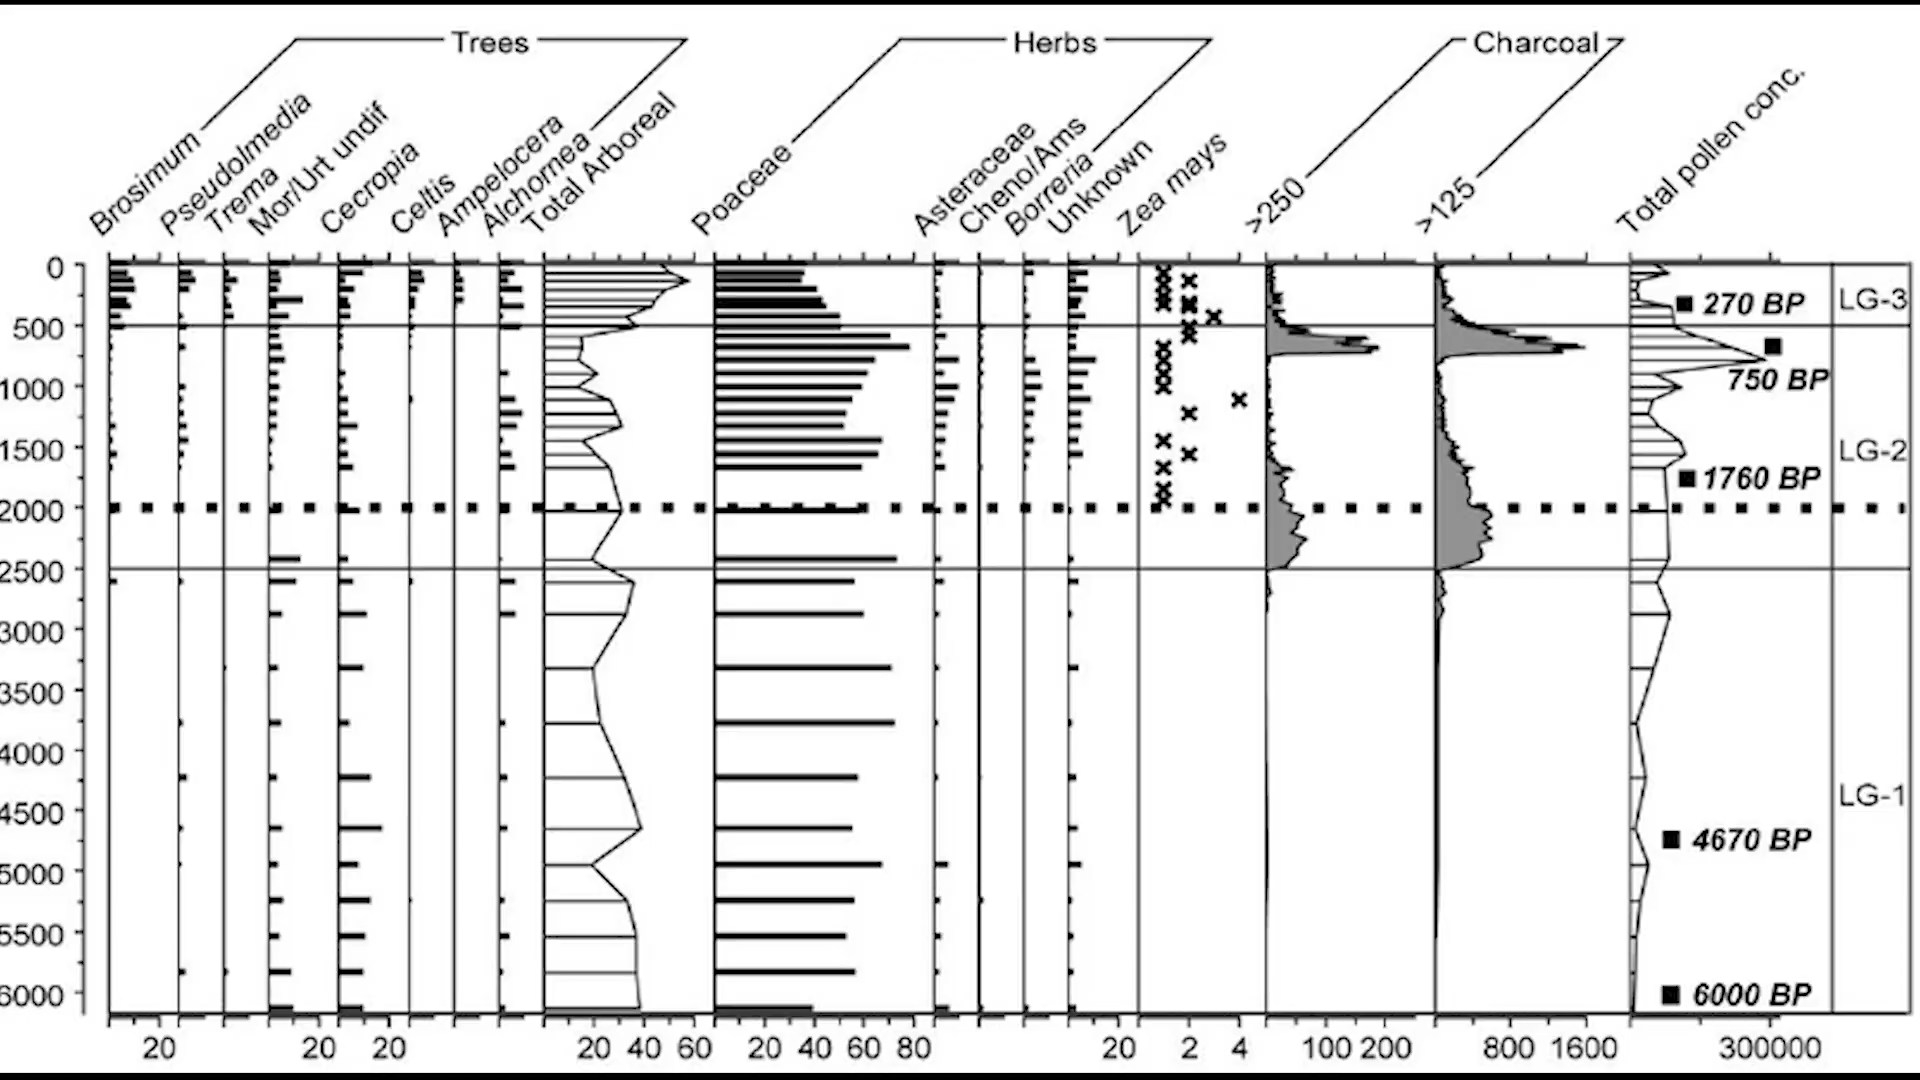 Trees Herbs Charcoal
Brosimum Pseudolmedia Trema Mor/Urt undif Cecropia Celtis Ampelocera Alchornea Total Arboreal Poaceae Asteraceae Cheno/Ams Borreria Unknown Zea mays >250 >125 Total pollen conc.
0
270 BP LG-3
500
750 BP
1000
1500 LG-2
1760 BP
2000
2500
3000
3500
4000
4500 LG-1
4670 BP
5000
5500
6000 6000 BP
20 20 20 20 40 60 20 40 60 80 20 2 4 100 200 800 1600 300000